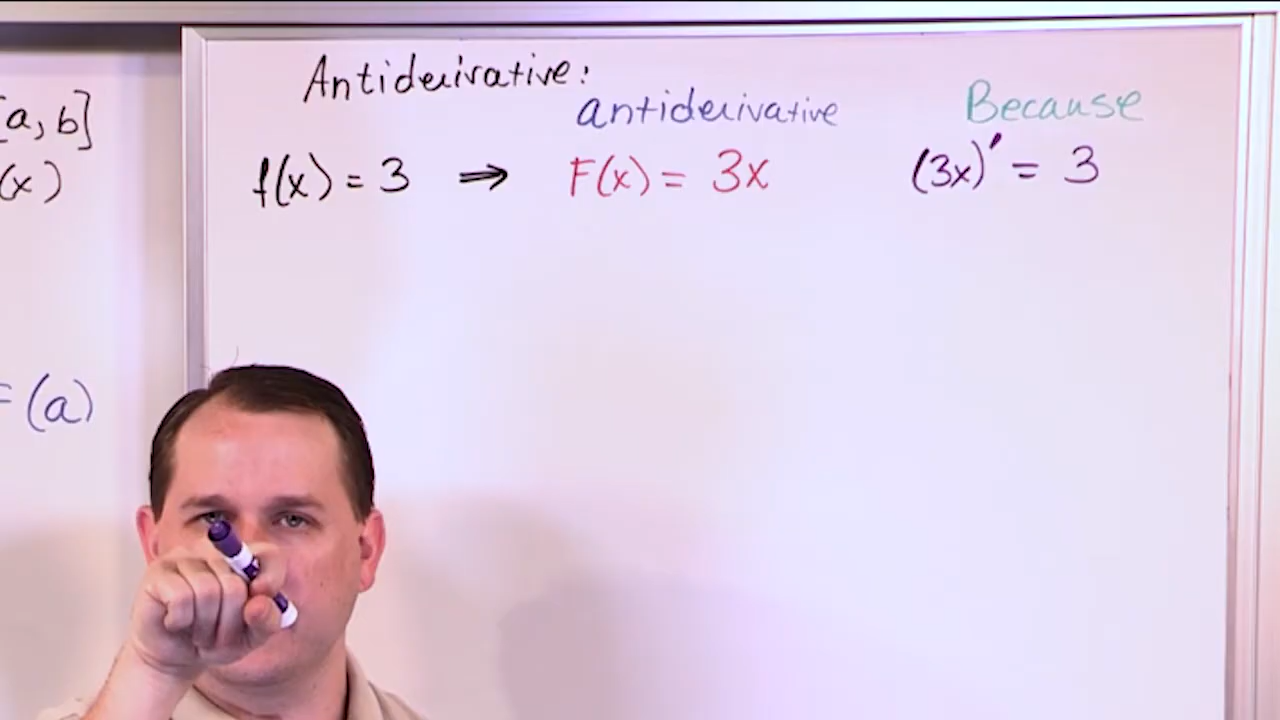 [a, b]
(x)
= (a)
Antiderivative:
antiderivative Because
f(x) = 3 ⇒ F(x) = 3x (3x)' = 3